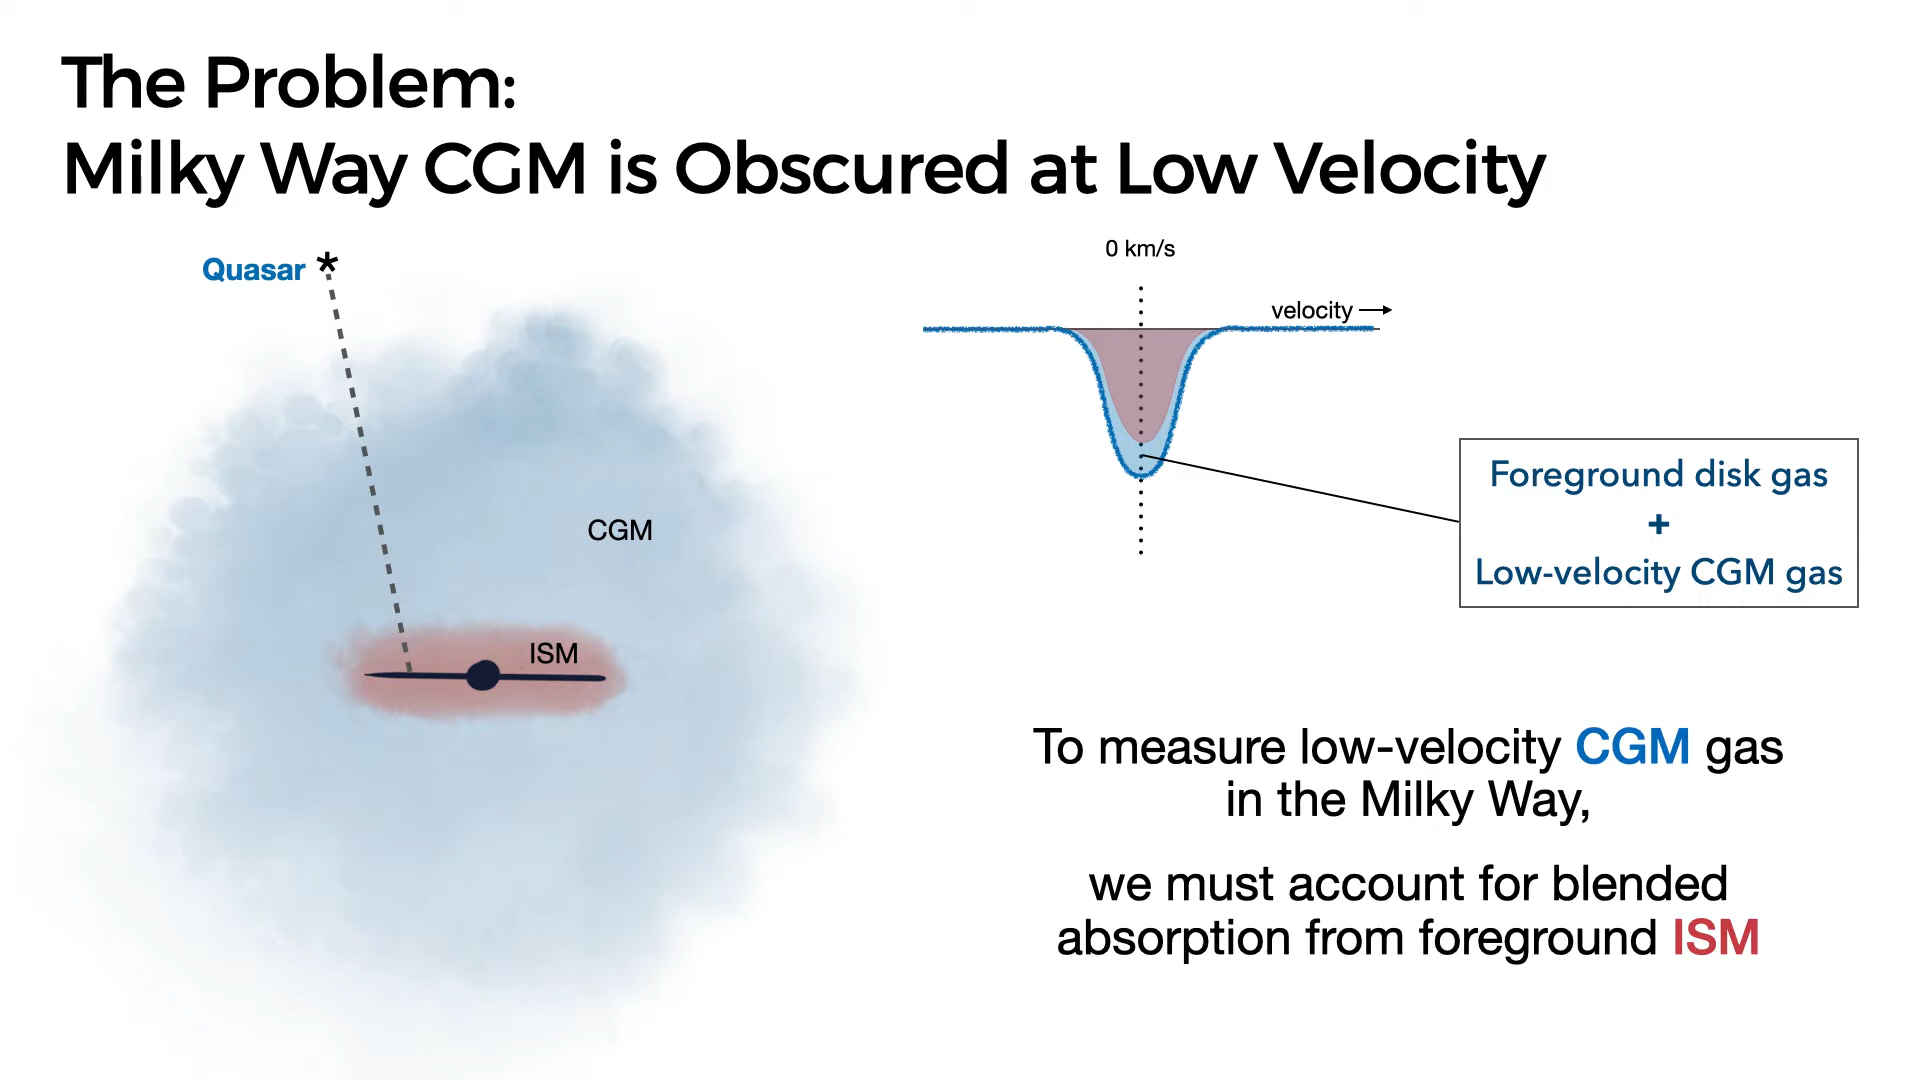 The Problem:
Milky Way CGM is Obscured at Low Velocity
Quasar *
CGM
ISM
0 km/s
velocity →
Foreground disk gas
+
Low-velocity CGM gas
To measure low-velocity CGM gas
in the Milky Way,
we must account for blended
absorption from foreground ISM